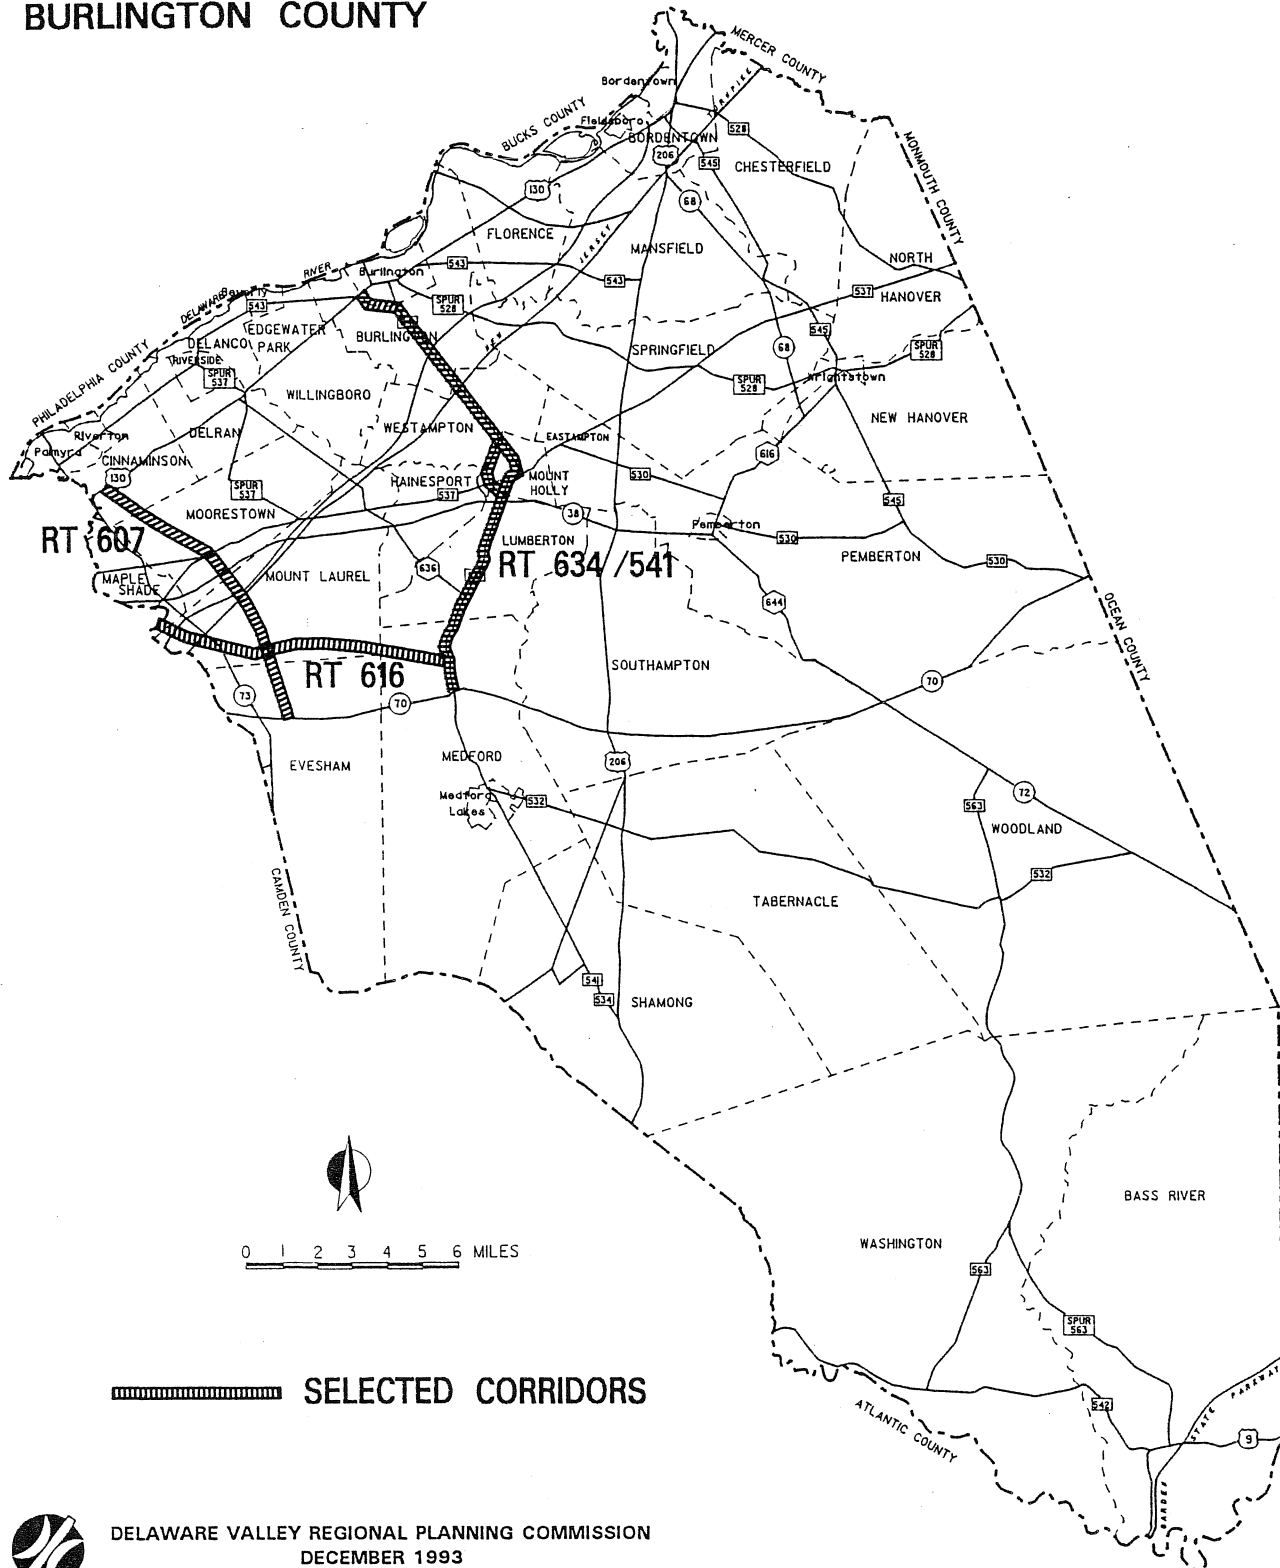 BURLINGTON COUNTY
MERCER COUNTY
Bordentown
TURNPIKE
BUCKS COUNTY
Fieldsboro
BORDENTOWN
528
206
545
CHESTERFIELD
MONMOUTH COUNTY
130
68
FLORENCE
JERSEY
MANSFIELD
NORTH
HANOVER
RIVER
Burlington
543
543
537
DELAWARE
Beverly
543
SPUR
528
EDGEWATER
PARK
DELANCO
BURLINGTON
NEW
545
68
SPRINGFIELD
SPUR
528
PHILADELPHIA COUNTY
RIVERSIDE
SPUR
537
SPUR
528
Wrightstown
WILLINGBORO
NEW HANOVER
Riverton
Palmyra
DELRAN
WESTAMPTON
EASTAMPTON
CINNAMINSON
616
130
HAINESPORT
MOUNT
HOLLY
530
SPUR
537
537
545
MOORESTOWN
38
Pemberton
530
RT 607
LUMBERTON
PEMBERTON
530
RT 634/541
MAPLE
SHADE
MOUNT LAUREL
636
644
OCEAN COUNTY
RT 616
SOUTHAMPTON
70
73
70
EVESHAM
MEDFORD
206
Medford
Lakes
532
563
72
WOODLAND
532
CAMDEN COUNTY
TABERNACLE
541
534
SHAMONG
BASS RIVER
WASHINGTON
0 1 2 3 4 5 6 MILES
563
SPUR
563
SELECTED CORRIDORS
542
ATLANTIC COUNTY
STATE
9
GARDEN
DELAWARE VALLEY REGIONAL PLANNING COMMISSION
DECEMBER 1993